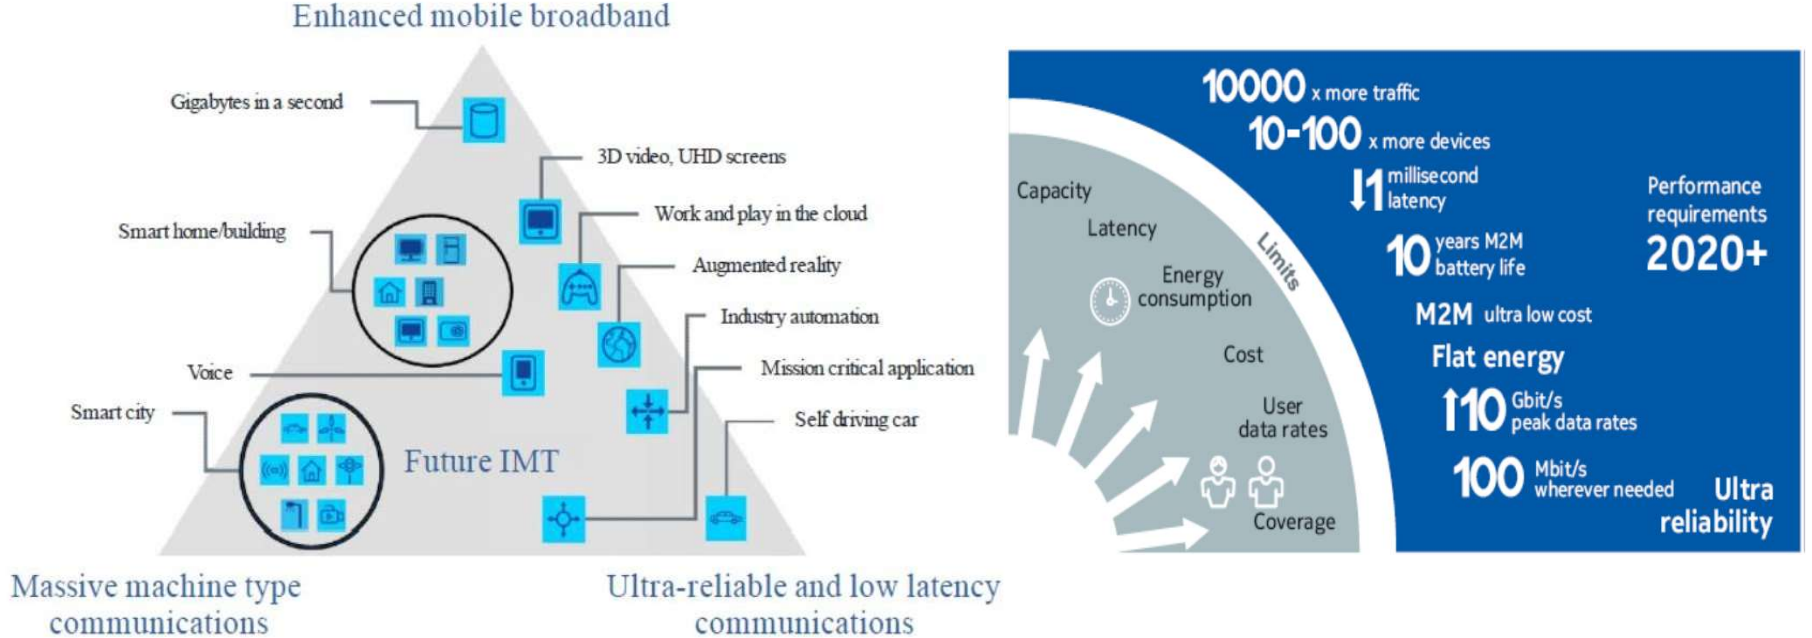 Enhanced mobile broadband
Gigabytes in a second
3D video, UHD screens
Work and play in the cloud
Smart home/building
Augmented reality
Industry automation
Voice
Mission critical application
Smart city
Self driving car
Future IMT
Massive machine type
communications
Ultra-reliable and low latency
communications
10000 x more traffic
10-100 x more devices
1 millisecond
latency
10 years M2M
battery life
M2M ultra low cost
Flat energy
10 Gbit/s
peak data rates
100 Mbit/s
wherever needed
Ultra
reliability
Performance
requirements
2020+
Limits
Capacity
Latency
Energy
consumption
Cost
User
data rates
Coverage